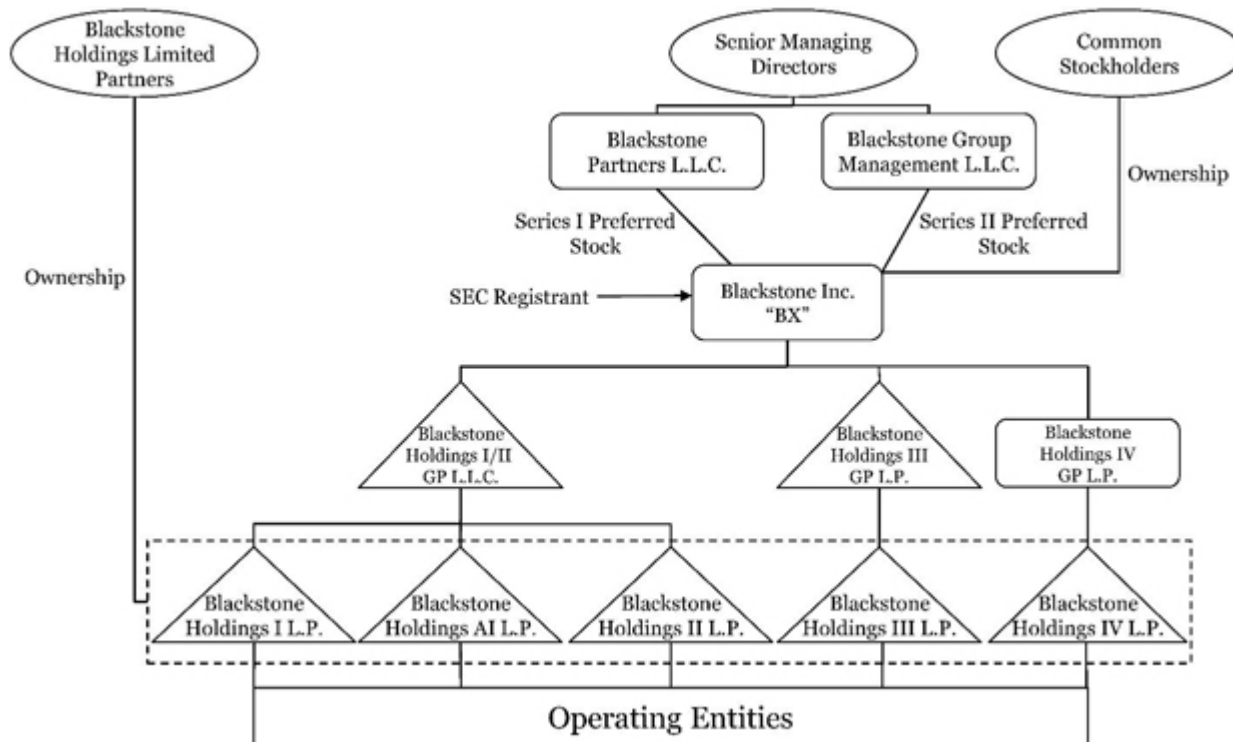 Blackstone
Holdings Limited
Partners
Senior Managing
Directors
Common
Stockholders
Blackstone
Partners L.L.C.
Blackstone Group
Management L.L.C.
Ownership
Series I Preferred
Stock
Series II Preferred
Stock
Ownership
SEC Registrant
Blackstone Inc.
“BX”
Blackstone
Holdings I/II
GP L.L.C.
Blackstone
Holdings III
GP L.P.
Blackstone
Holdings IV
GP L.P.
Blackstone
Holdings I L.P.
Blackstone
Holdings AI L.P.
Blackstone
Holdings II L.P.
Blackstone
Holdings III L.P.
Blackstone
Holdings IV L.P.
Operating Entities